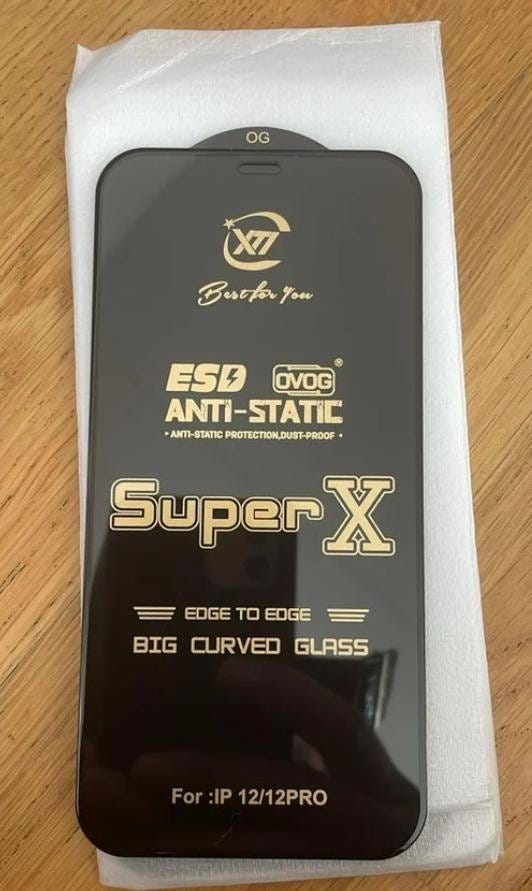 OG
XTI
Best for You
ESD OVOG®
ANTI-STATIC
ANTI-STATIC PROTECTION,DUST-PROOF
Super X
EDGE TO EDGE
BIG CURVED GLASS
For :IP 12/12PRO